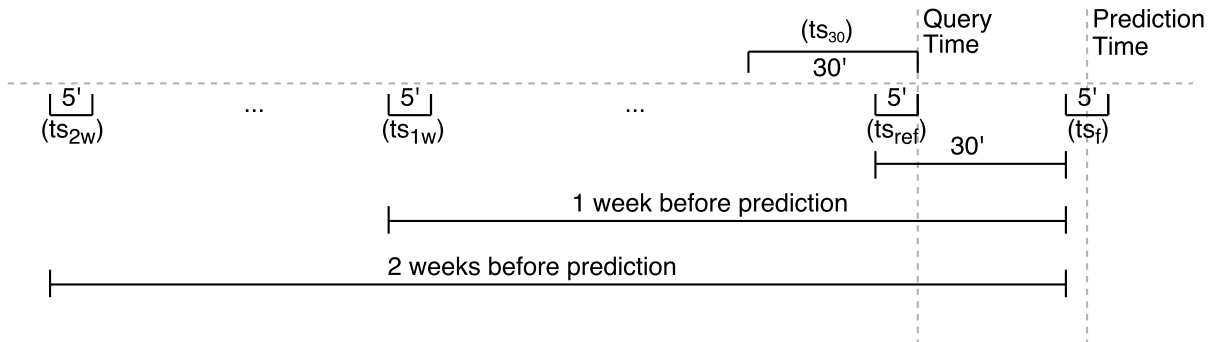 (ts30)
Query
Time
Prediction
Time
30'
5'
...
5'
...
5'
5'
(ts2w)
(ts1w)
(tsref)
(tsf)
30'
1 week before prediction
2 weeks before prediction